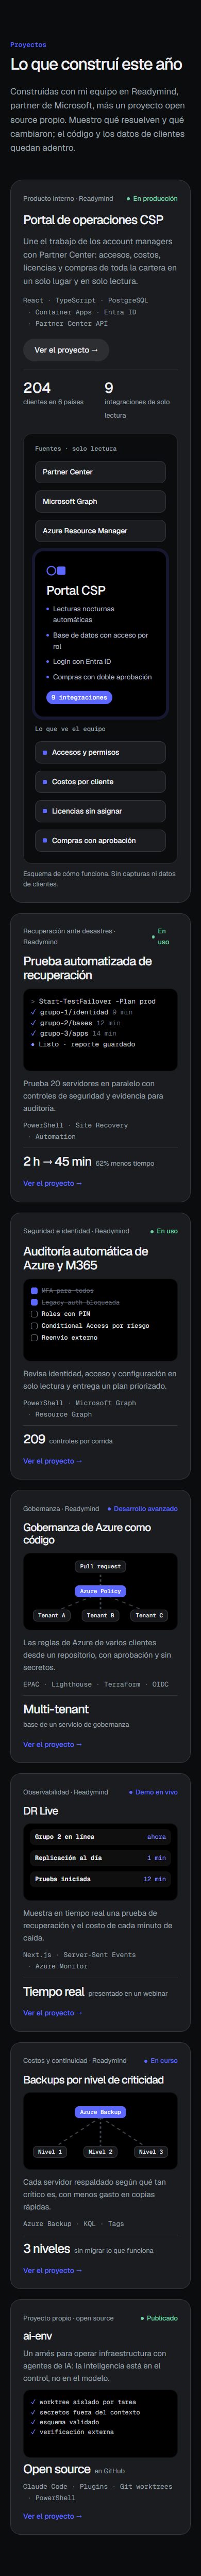 Proyectos
Lo que construí este año
Construidas con mi equipo en Readymind,
partner de Microsoft, más un proyecto open
source propio. Muestro qué resuelven y qué
cambiaron; el código y los datos de clientes
quedan adentro.
Producto interno · Readymind
En producción
Portal de operaciones CSP
Une el trabajo de los account managers
con Partner Center: accesos, costos,
licencias y compras de toda la cartera en
un solo lugar y en solo lectura.
React · TypeScript · PostgreSQL
· Container Apps · Entra ID
· Partner Center API
Ver el proyecto →
204
clientes en 6 países
9
integraciones de solo
lectura
Fuentes · solo lectura
Partner Center
Microsoft Graph
Azure Resource Manager
Portal CSP
Lecturas nocturnas
automáticas
Base de datos con acceso por
rol
Login con Entra ID
Compras con doble aprobación
9 integraciones
Lo que ve el equipo
Accesos y permisos
Costos por cliente
Licencias sin asignar
Compras con aprobación
Esquema de cómo funciona. Sin capturas ni datos
de clientes.
Recuperación ante desastres ·
Readymind
En
uso
Prueba automatizada de
recuperación
> Start-TestFailover -Plan prod
✓ grupo-1/identidad 9 min
✓ grupo-2/bases 12 min
✓ grupo-3/apps 14 min
● Listo · reporte guardado
Prueba 20 servidores en paralelo con
controles de seguridad y evidencia para
auditoría.
PowerShell · Site Recovery
· Automation
2 h → 45 min 62% menos tiempo
Ver el proyecto →
Seguridad e identidad · Readymind
En uso
Auditoría automática de
Azure y M365
MFA para todos
Legacy auth bloqueada
Roles con PIM
Conditional Access por riesgo
Reenvío externo
Revisa identidad, acceso y configuración en
solo lectura y entrega un plan priorizado.
PowerShell · Microsoft Graph
· Resource Graph
209 controles por corrida
Ver el proyecto →
Gobernanza · Readymind
Desarrollo avanzado
Gobernanza de Azure como
código
Pull request
Azure Policy
Tenant A
Tenant B
Tenant C
Las reglas de Azure de varios clientes
desde un repositorio, con aprobación y sin
secretos.
EPAC · Lighthouse · Terraform · OIDC
Multi-tenant
base de un servicio de gobernanza
Ver el proyecto →
Observabilidad · Readymind
Demo en vivo
DR Live
Grupo 2 en línea ahora
Replicación al día 1 min
Prueba iniciada 12 min
Muestra en tiempo real una prueba de
recuperación y el costo de cada minuto de
caída.
Next.js · Server-Sent Events
· Azure Monitor
Tiempo real presentado en un webinar
Ver el proyecto →
Costos y continuidad · Readymind
En curso
Backups por nivel de criticidad
Azure Backup
Nivel 1
Nivel 2
Nivel 3
Cada servidor respaldado según qué tan
crítico es, con menos gasto en copias
rápidas.
Azure Backup · KQL · Tags
3 niveles sin migrar lo que funciona
Ver el proyecto →
Proyecto propio · open source
Publicado
ai-env
Un arnés para operar infraestructura con
agentes de IA: la inteligencia está en el
control, no en el modelo.
✓ worktree aislado por tarea
✓ secretos fuera del contexto
✓ esquema validado
✓ verificación externa
Open source en GitHub
Claude Code · Plugins · Git worktrees
· PowerShell
Ver el proyecto →